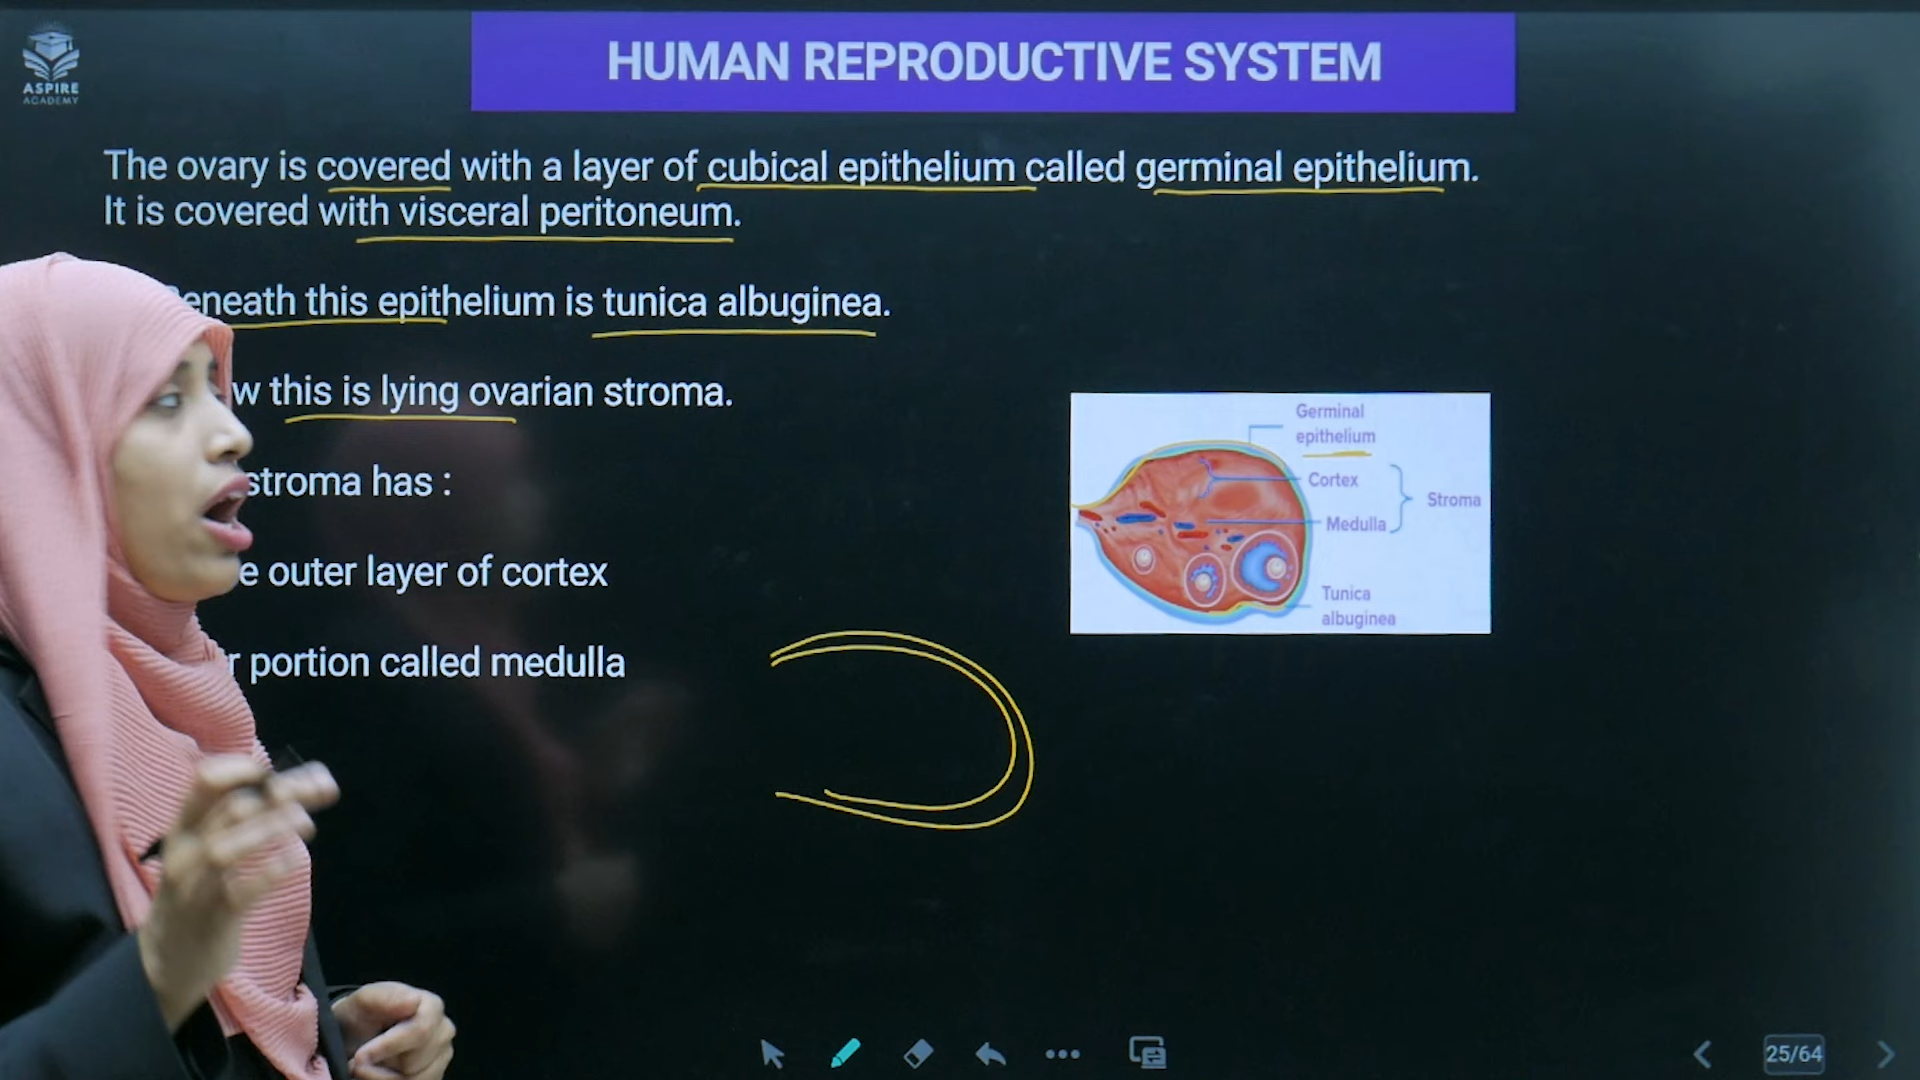 ASPIRE
ACADEMY
HUMAN REPRODUCTIVE SYSTEM
The ovary is covered with a layer of cubical epithelium called germinal epithelium.
It is covered with visceral peritoneum.
this epithelium is tunica albuginea.
this is lying ovarian stroma.
stroma has :
outer layer of cortex
portion called medulla
Germinal
epithelium
Cortex
Stroma
Medulla
Tunica
albuginea
25/64